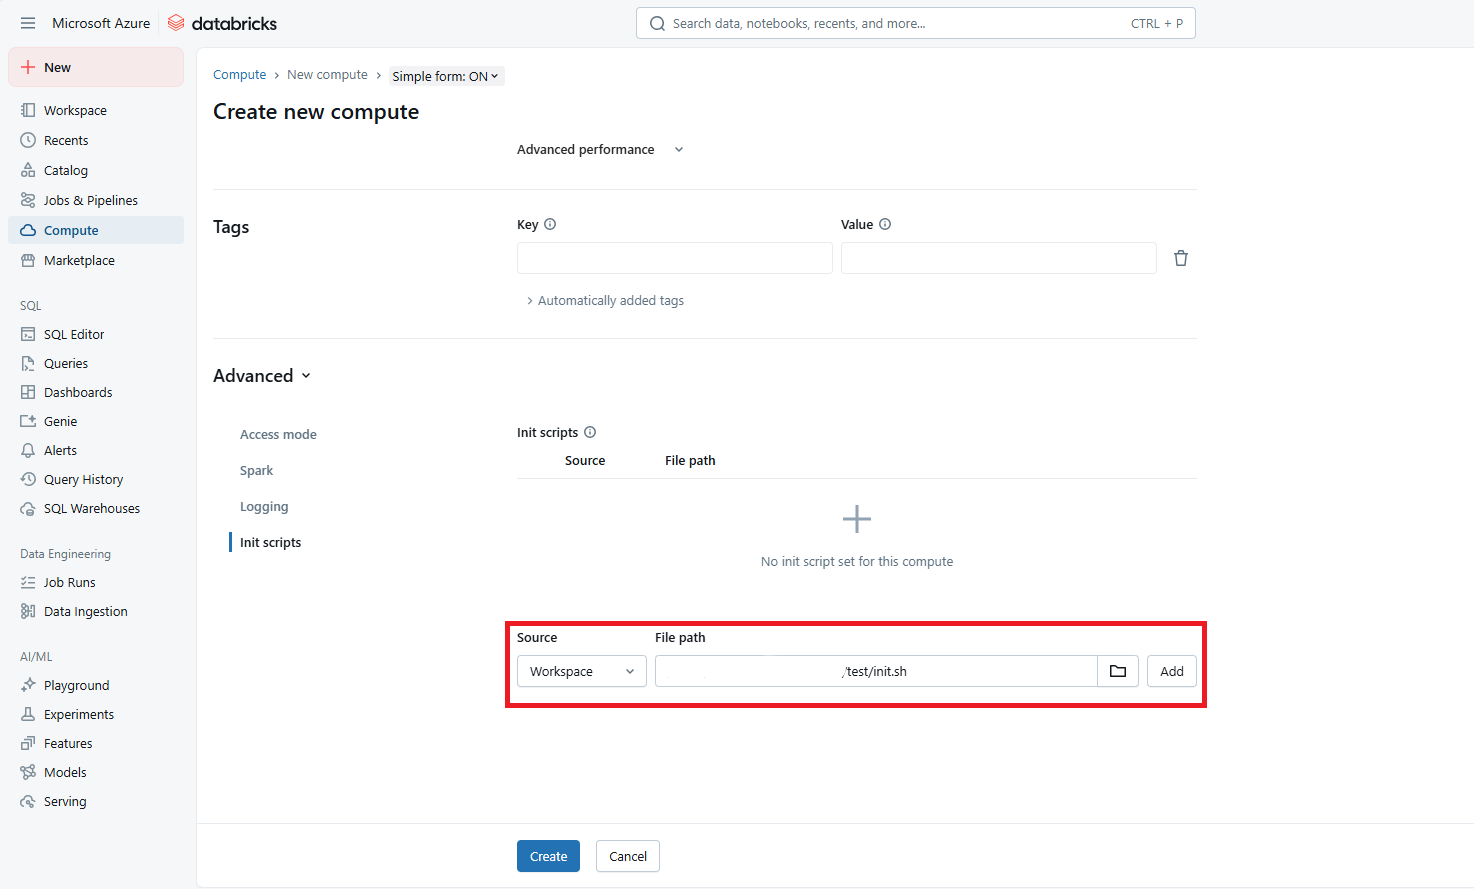 Microsoft Azure databricks
Search data, notebooks, recents, and more... CTRL + P
New
Workspace
Recents
Catalog
Jobs & Pipelines
Compute
Marketplace
SQL
SQL Editor
Queries
Dashboards
Genie
Alerts
Query History
SQL Warehouses
Data Engineering
Job Runs
Data Ingestion
AI/ML
Playground
Experiments
Features
Models
Serving
Compute › New compute › Simple form: ON
Create new compute
Advanced performance
Tags
Key Value
Automatically added tags
Advanced
Access mode
Spark
Logging
Init scripts
Init scripts
Source File path
No init script set for this compute
Source File path
Workspace /test/init.sh Add
Create Cancel